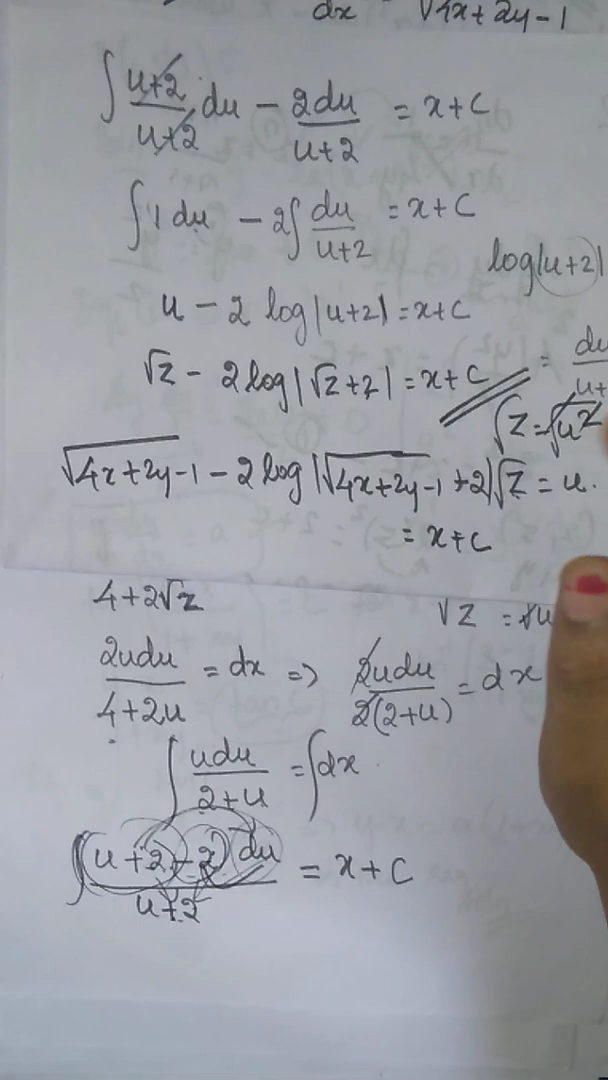 dx √4x+2y-1
∫ u+2/u+2 du - 2du/u+2 = x+c
∫1 du - 2∫ du/u+2 = x+c
log|u+2|
u - 2 log|u+2| = x+c
√z - 2log|√z+2| = x+c
= du/u+
√z = √u²
√4x+2y-1 - 2 log|√4x+2y-1 + 2| √z = u.
= x+c
4+2√z
√z =
2udu/4+2u = dx => 2udu/2(2+u) = dx
∫ udu/2+u = ∫dx
∫ (u+2-2) du/u+2 = x+c